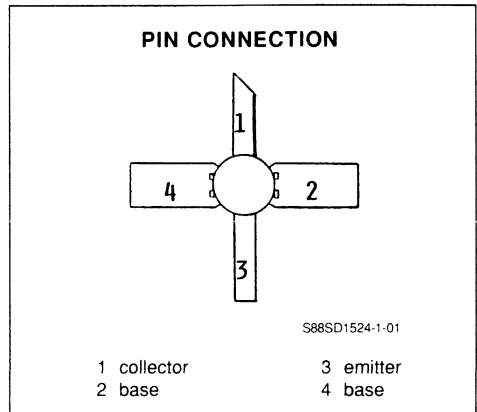 PIN CONNECTION
1
4 2
3
S88SD1524-1-01
1 collector 3 emitter
2 base 4 base